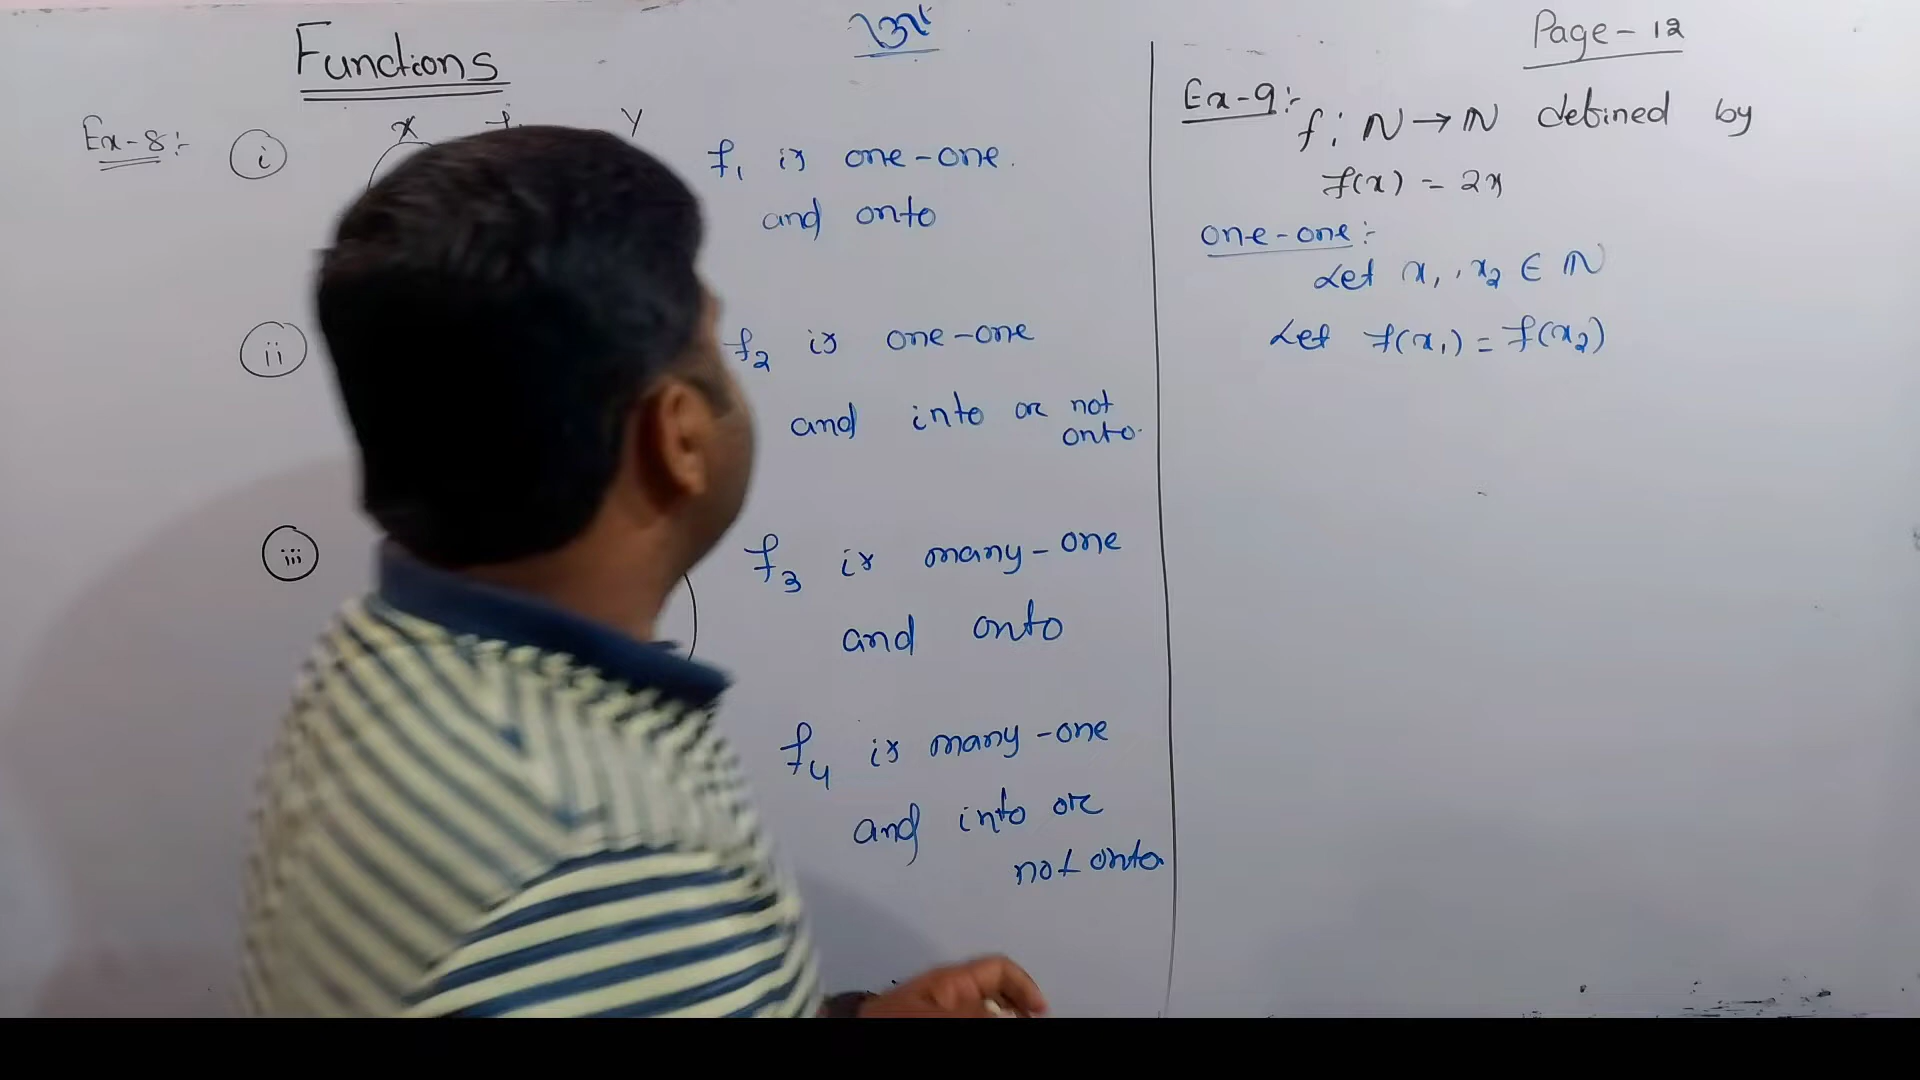 Functions
Ex-8:-
i
X
Y
f₁ is one-one.
and onto
ii
f₂ is one-one
and into or not
onto.
iii
f₃ is many-one
and onto
f₄ is many-one
and into or
not onto.
Page-12
Ex-9:- f: N → N defined by
f(x) = 2x
one-one:-
Let x₁, x₂ ∈ N
Let f(x₁) = f(x₂)